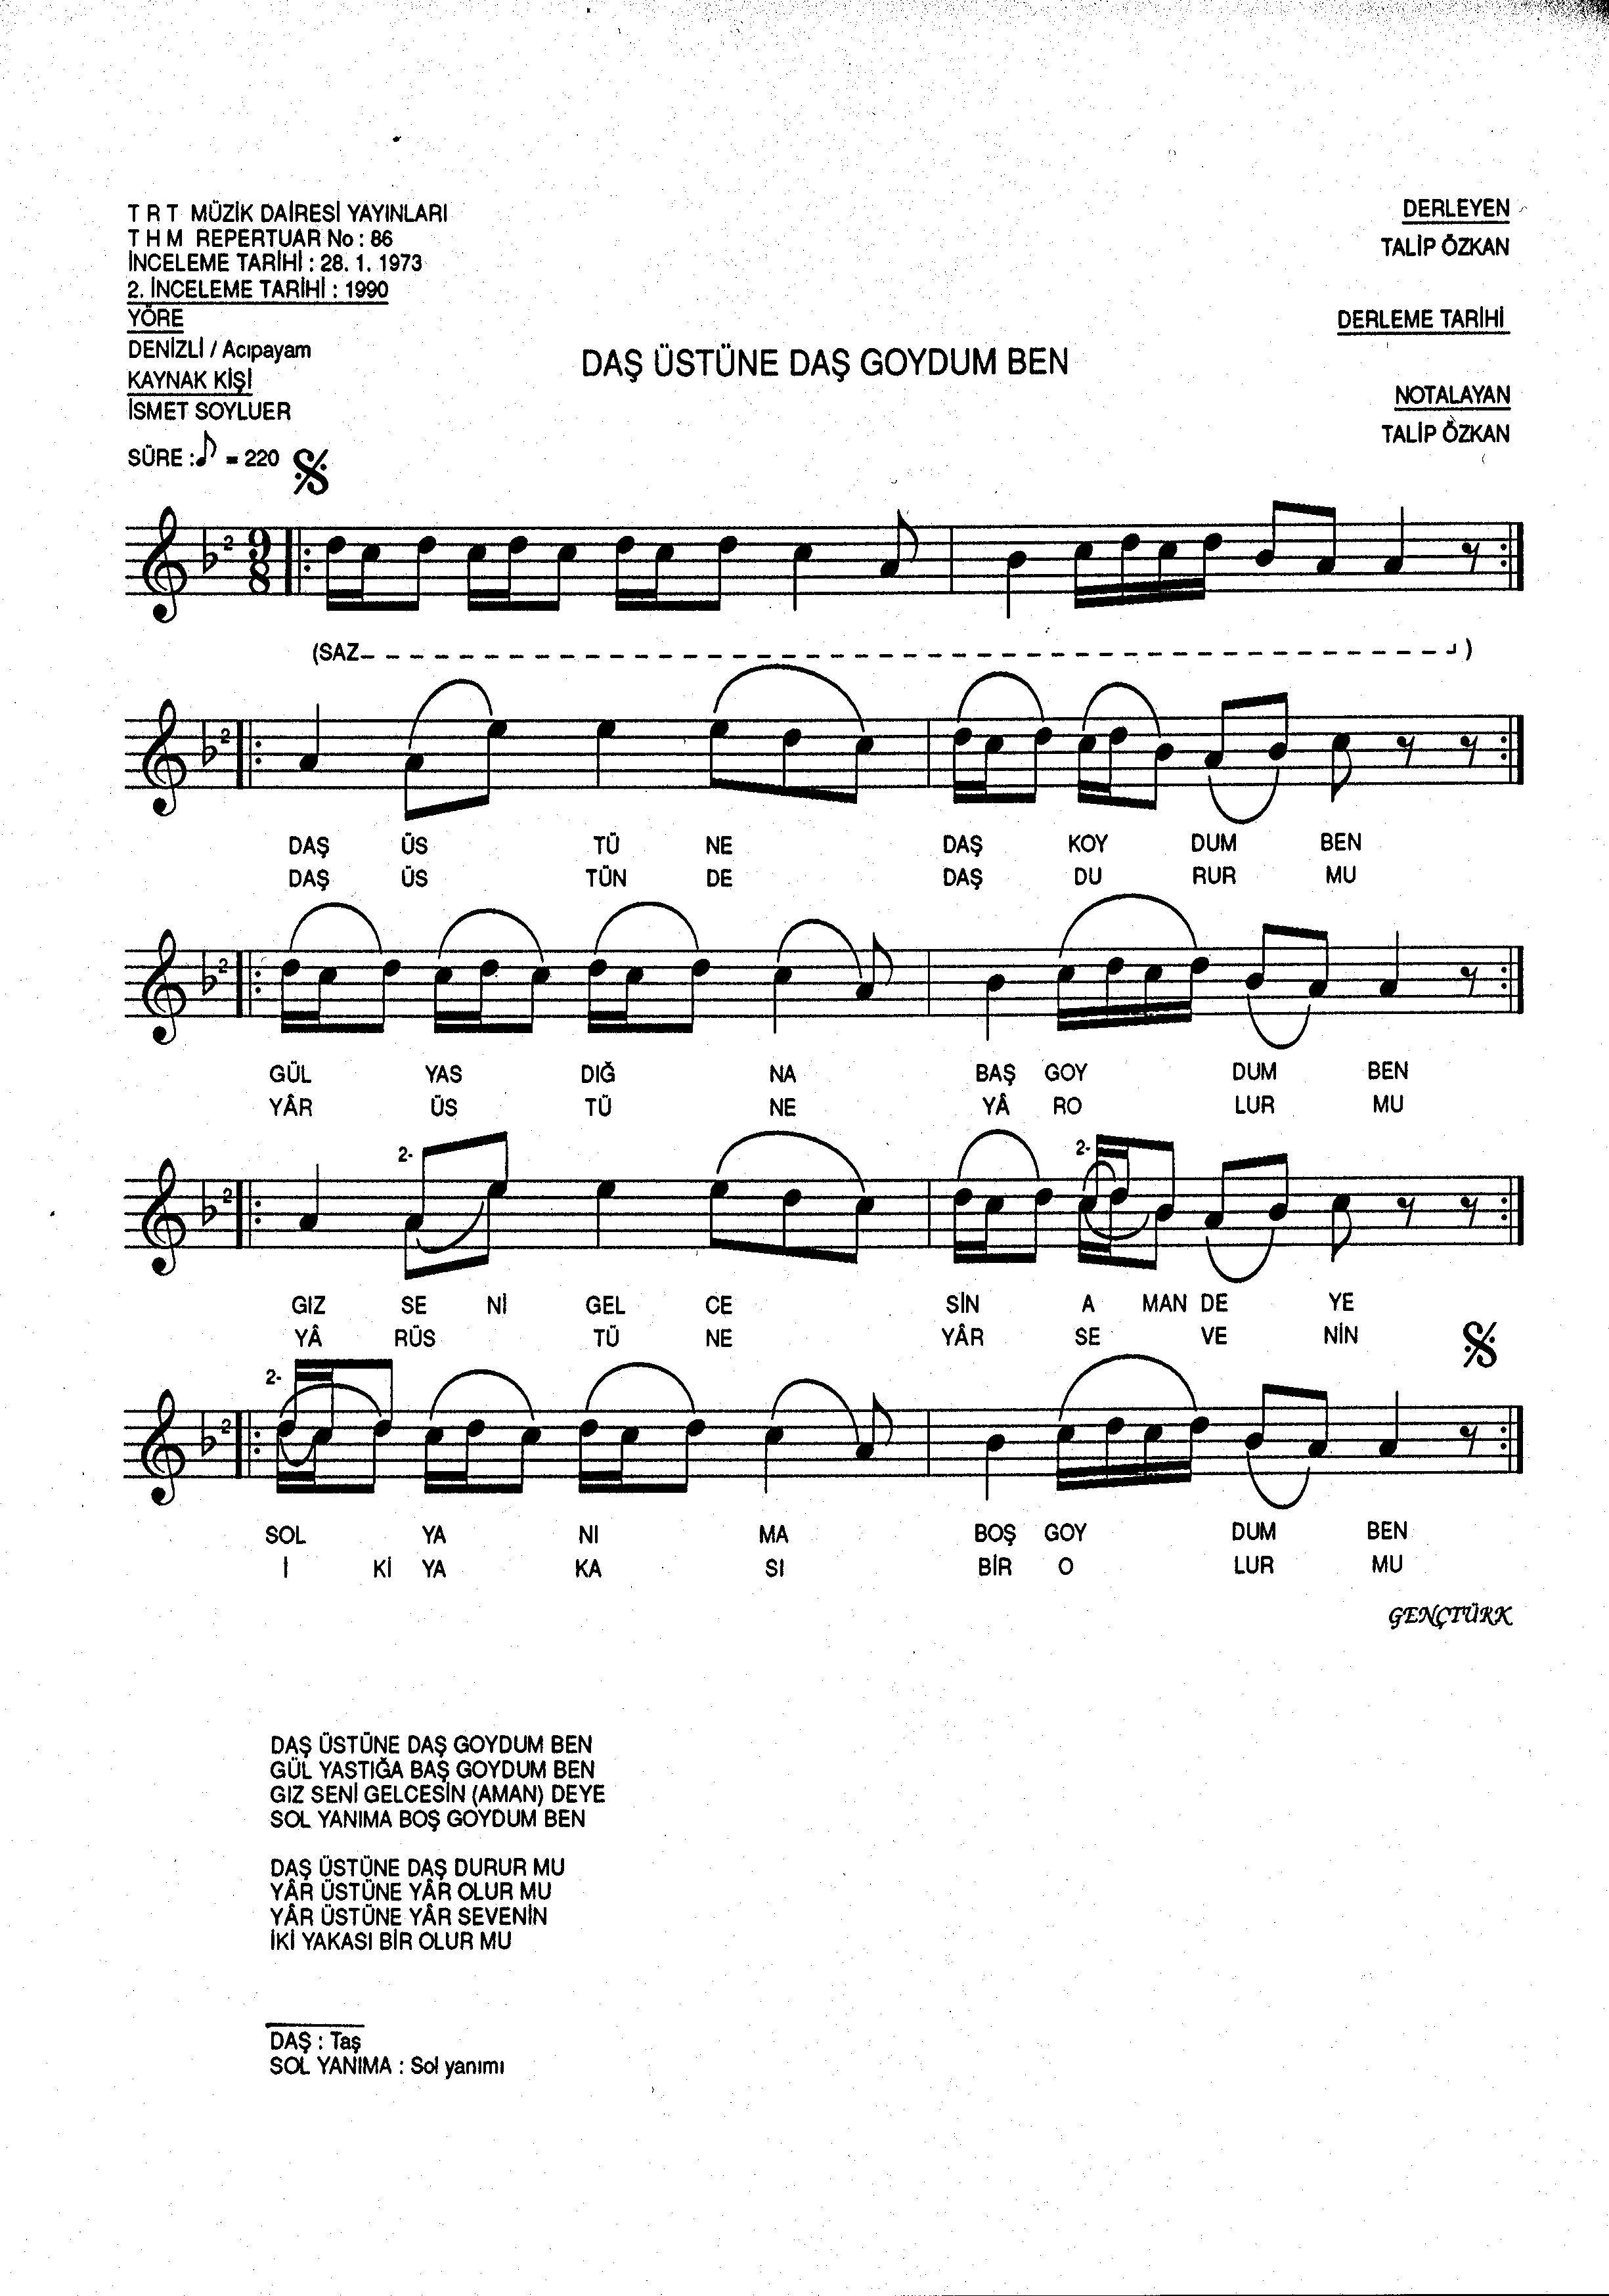 T R T MÜZİK DAİRESİ YAYINLARI
T H M REPERTUAR No : 86
İNCELEME TARİHİ : 28. 1. 1973
2. İNCELEME TARİHİ : 1990
YÖRE
DENİZLİ / Acıpayam
KAYNAK KİŞİ
İSMET SOYLUER
SÜRE : ♪ = 220
DERLEYEN
TALİP ÖZKAN
DERLEME TARİHİ
NOTALAYAN
TALİP ÖZKAN
DAŞ ÜSTÜNE DAŞ GOYDUM BEN
2 9 8
(SAZ )
2
DAŞ ÜS TÜ NE DAŞ KOY DUM BEN
DAŞ ÜS TÜN DE DAŞ DU RUR MU
2
GÜL YAS DIĞ NA BAŞ GOY DUM BEN
YÂR ÜS TÜ NE YÂ RO LUR MU
2- 2-
2
GIZ SE Nİ GEL CE SİN A MAN DE YE
YÂ RÜS TÜ NE YÂR SE VE NİN
2-
2
SOL YA NI MA BOŞ GOY DUM BEN
İ Kİ YA KA SI BİR O LUR MU
GENÇTÜRK
DAŞ ÜSTÜNE DAŞ GOYDUM BEN
GÜL YASTIĞA BAŞ GOYDUM BEN
GIZ SENİ GELCESİN (AMAN) DEYE
SOL YANIMA BOŞ GOYDUM BEN
DAŞ ÜSTÜNE DAŞ DURUR MU
YÂR ÜSTÜNE YÂR OLUR MU
YÂR ÜSTÜNE YÂR SEVENİN
İKİ YAKASI BİR OLUR MU
DAŞ : Taş
SOL YANIMA : Sol yanımı